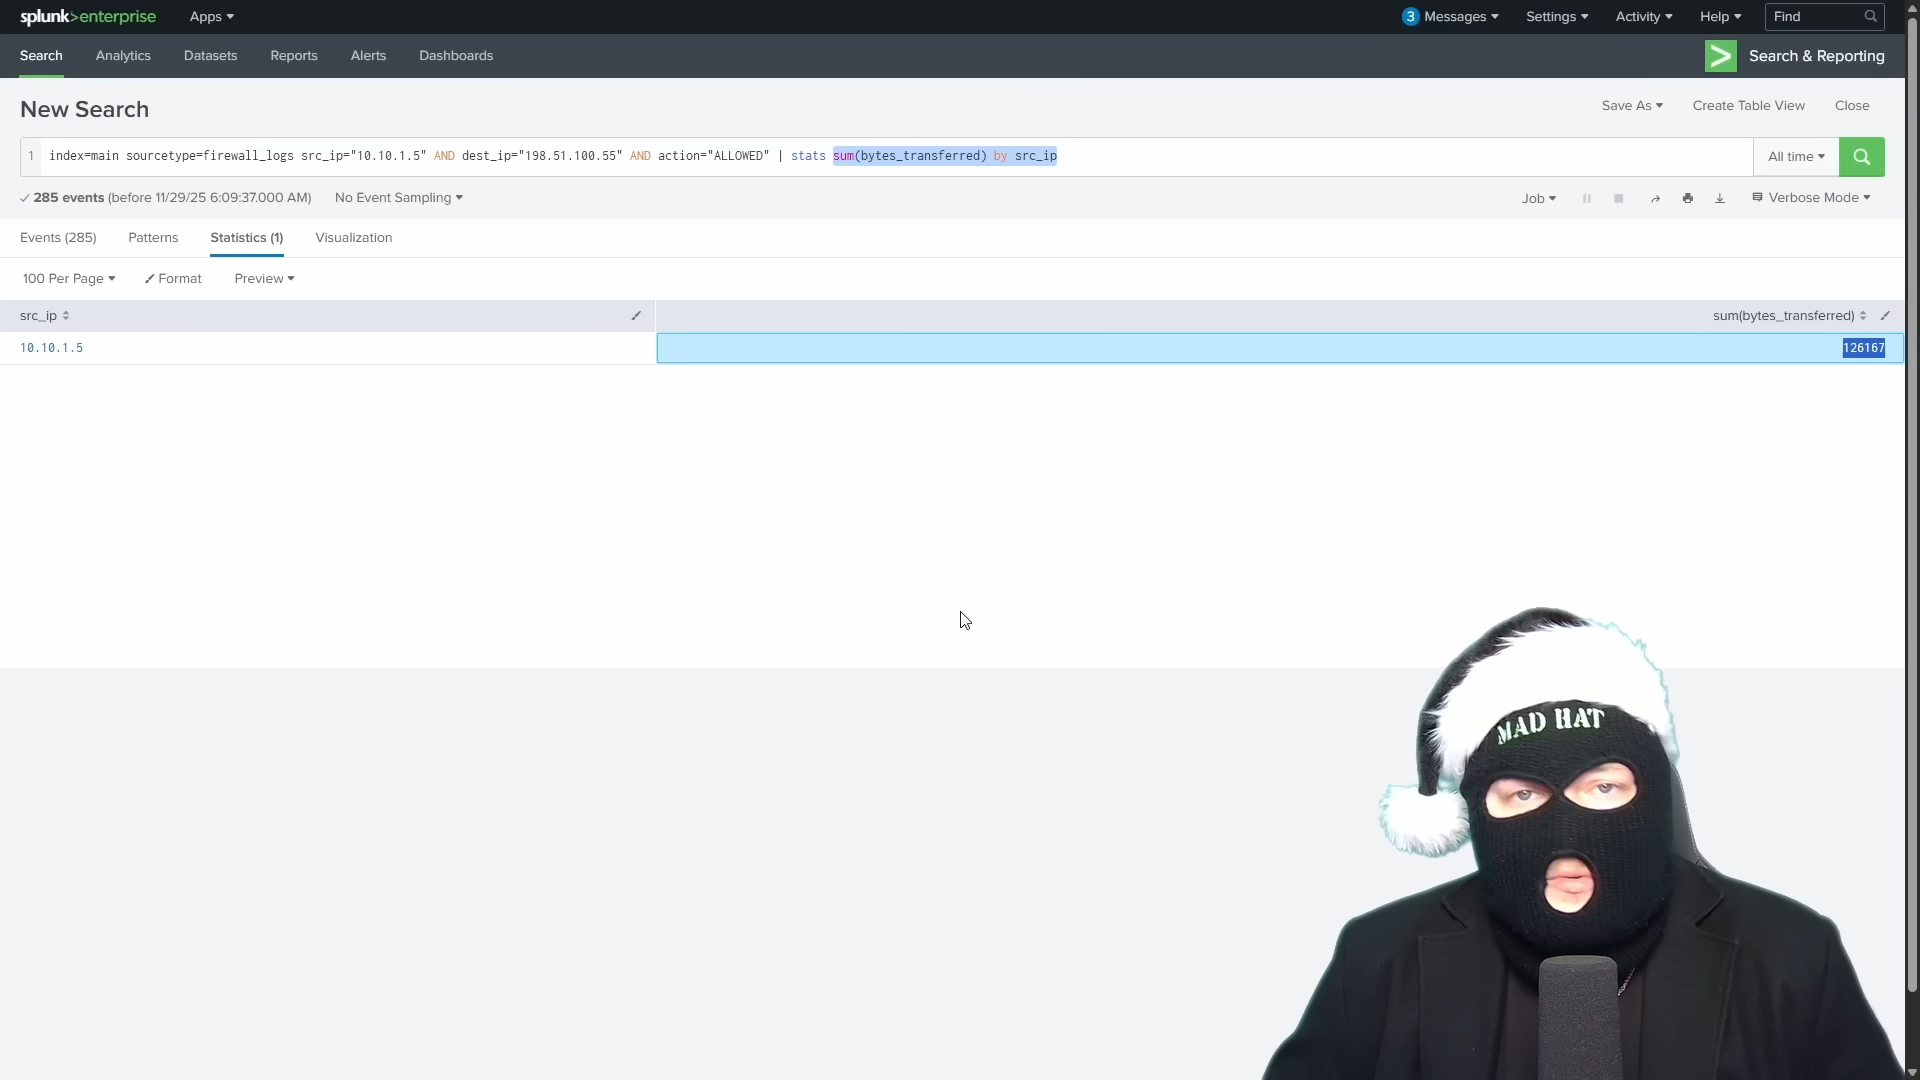 splunk>enterprise Apps 3 Messages Settings Activity Help Find
Search Analytics Datasets Reports Alerts Dashboards Search & Reporting
New Search Save As Create Table View Close
1 index=main sourcetype=firewall_logs src_ip="10.10.1.5" AND dest_ip="198.51.100.55" AND action="ALLOWED" | stats sum(bytes_transferred) by src_ip All time
285 events (before 11/29/25 6:09:37.000 AM) No Event Sampling Job Verbose Mode
Events (285) Patterns Statistics (1) Visualization
100 Per Page Format Preview
src_ip sum(bytes_transferred)
10.10.1.5 126167
MAD HAT